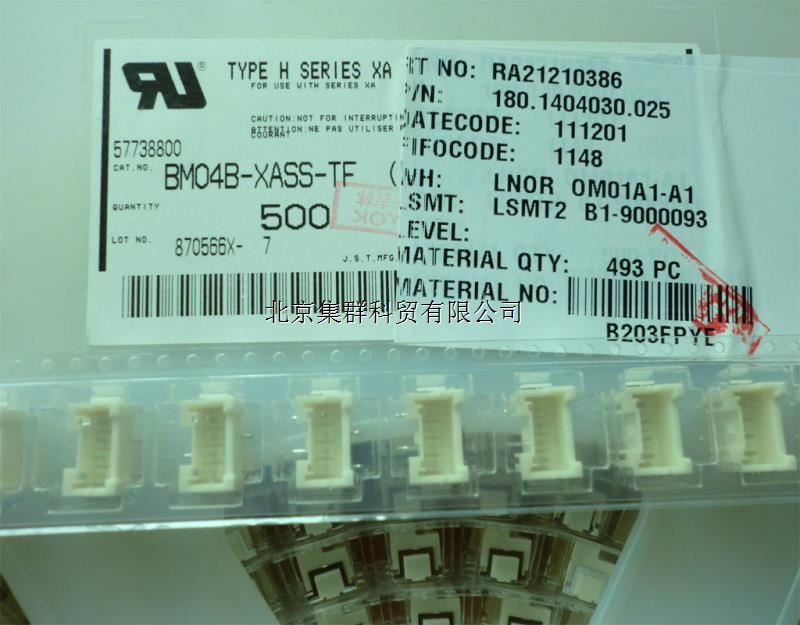 TYPE H SERIES XA
FOR USE WITH SERIES XA
CAUTION:NOT FOR INTERRUPTIN
ATTENTION:NE PAS UTILISER
COURANT
57738800
CAT.NO. BM04B-XASS-TF (
QUANTITY 500
LOT NO. 870566X- 7
J.S.T.MFG.
RT NO: RA21210386
P/N: 180.1404030.025
DATECODE: 111201
FIFOCODE: 1148
WH: LNOR OM01A1-A1
LSMT: LSMT2 B1-9000093
LEVEL:
MATERIAL QTY: 493 PC
MATERIAL NO:
B203FPYE
北京集群科贸有限公司